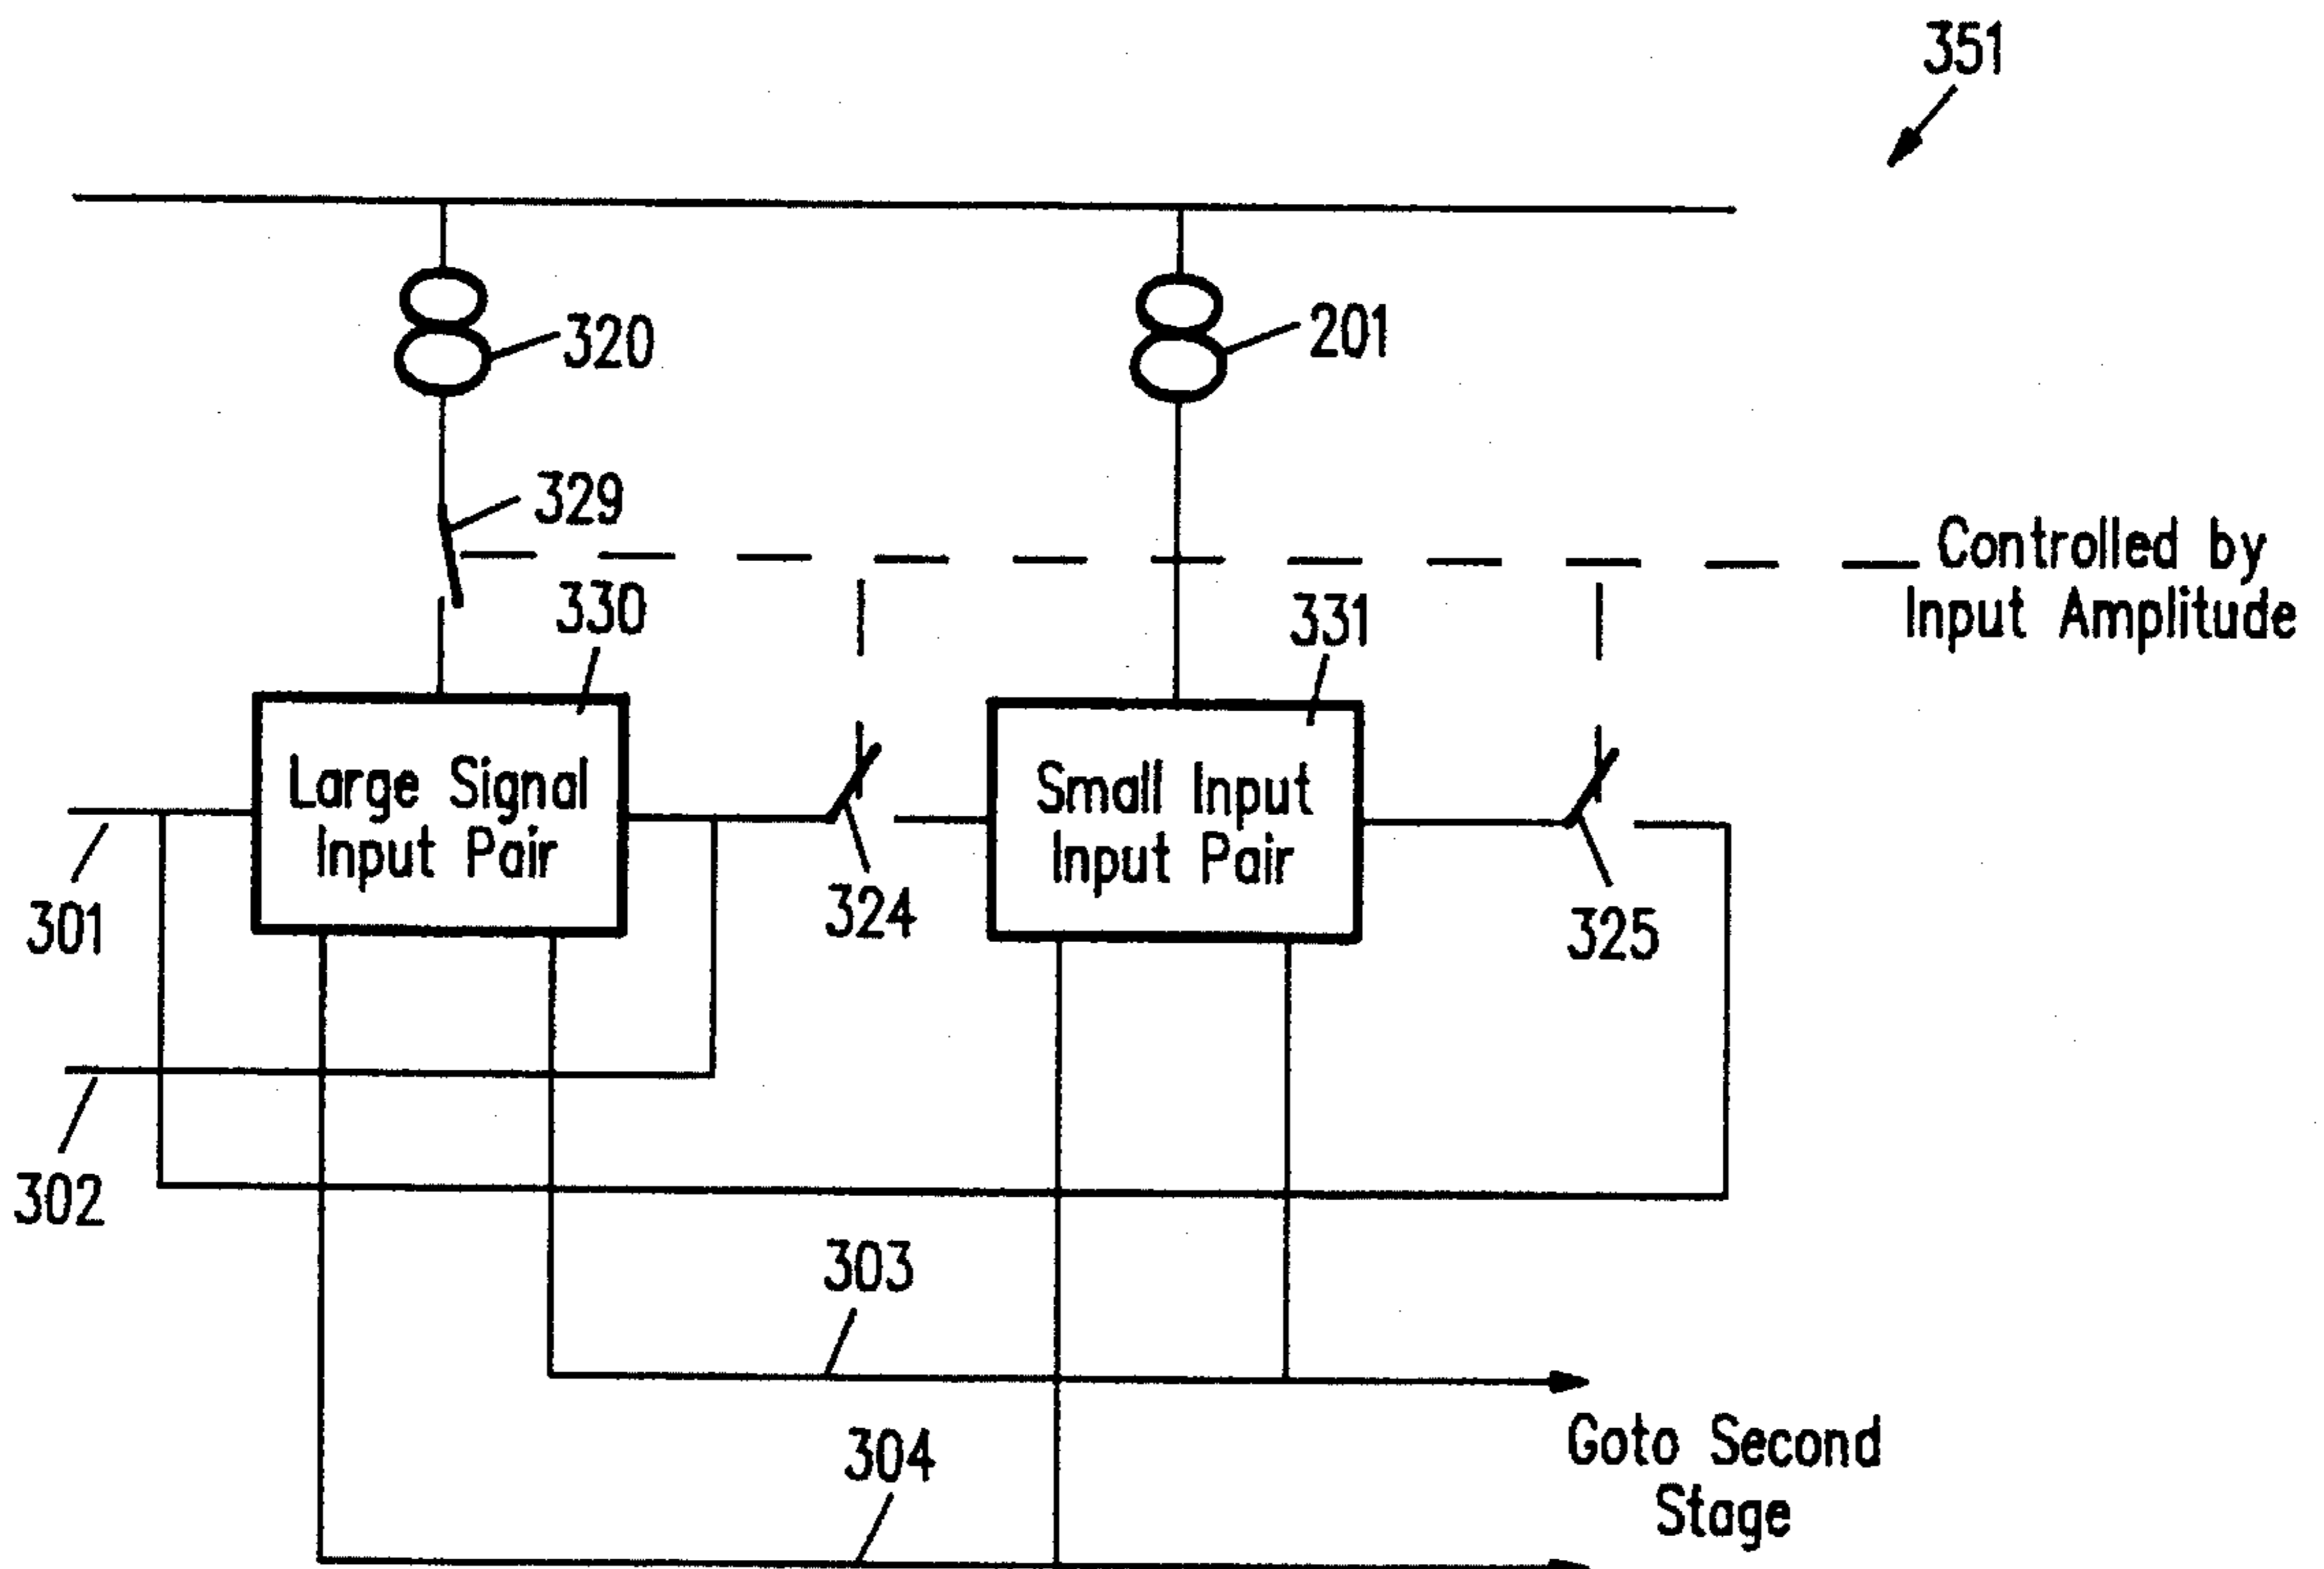 351
320
201
329
Controlled by
Input Amplitude
330
331
Large Signal
Input Pair
Small Input
Input Pair
301
324
325
302
303
304
Goto Second
Stage